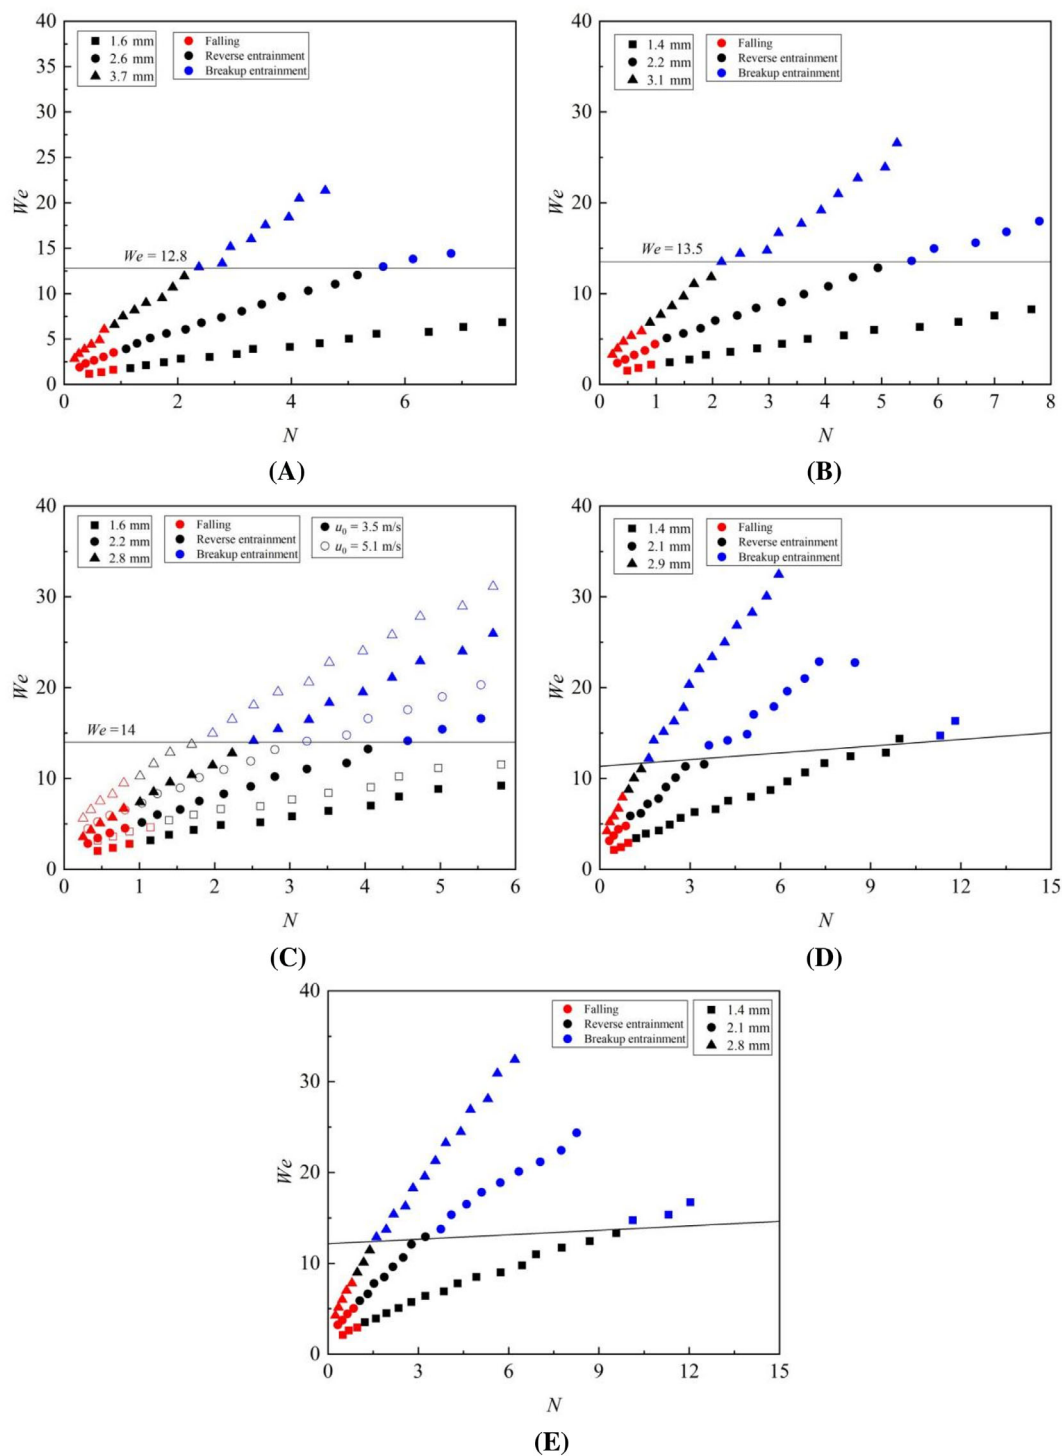 40
35
30
25
20
15
10
5
0
We
1.6 mm
2.6 mm
3.7 mm
Falling
Reverse entrainment
Breakup entrainment
We = 12.8
0 2 4 6
N
(A)
40
30
20
10
0
We
1.4 mm
2.2 mm
3.1 mm
Falling
Reverse entrainment
Breakup entrainment
We = 13.5
0 1 2 3 4 5 6 7 8
N
(B)
40
30
20
10
0
We
1.6 mm
2.2 mm
2.8 mm
Falling
Reverse entrainment
Breakup entrainment
u0 = 3.5 m/s
u0 = 5.1 m/s
We =14
0 1 2 3 4 5 6
N
(C)
40
30
20
10
0
We
1.4 mm
2.1 mm
2.9 mm
Falling
Reverse entrainment
Breakup entrainment
0 3 6 9 12 15
N
(D)
40
30
20
10
0
We
Falling
Reverse entrainment
Breakup entrainment
1.4 mm
2.1 mm
2.8 mm
0 3 6 9 12 15
N
(E)